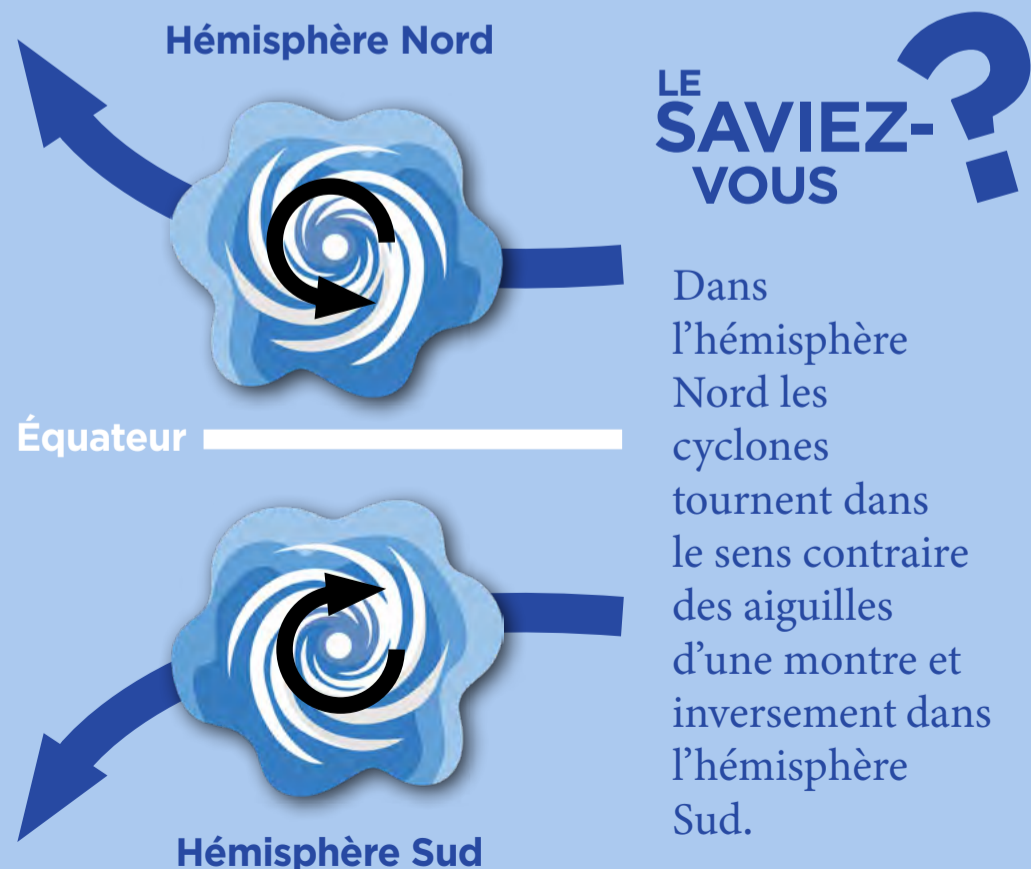 Hémisphère Nord
LE
SAVIEZ-
VOUS ?
Dans
l’hémisphère
Nord les
cyclones
tournent dans
le sens contraire
des aiguilles
d’une montre et
inversement dans
l’hémisphère
Sud.
Équateur
Hémisphère Sud